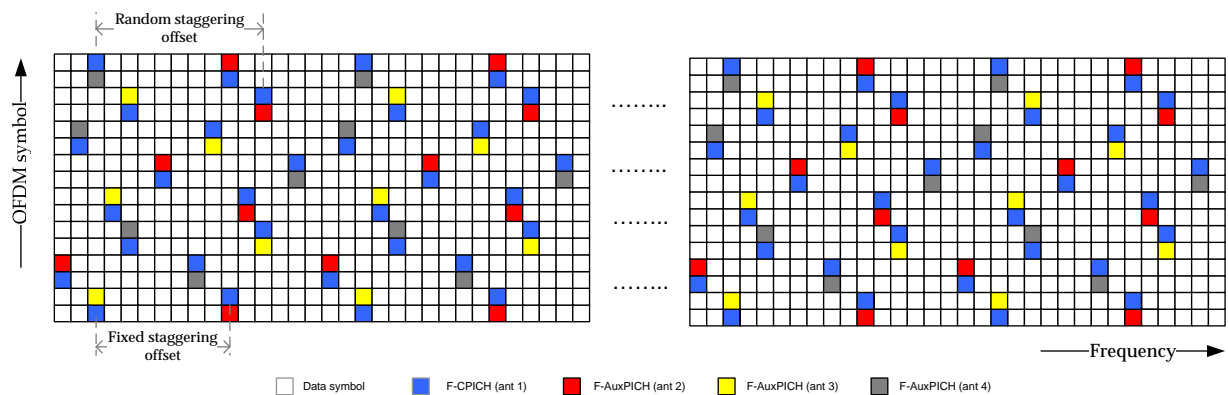 Random staggering
offset
OFDM symbol
........
........
........
........
Fixed staggering
offset
Frequency
Data symbol
F-CPICH (ant 1)
F-AuxPICH (ant 2)
F-AuxPICH (ant 3)
F-AuxPICH (ant 4)